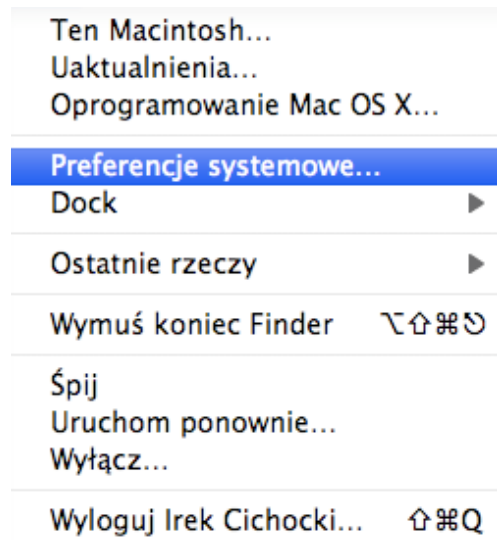 Ten Macintosh...
Uaktualnienia...
Oprogramowanie Mac OS X...
Preferencje systemowe...
Dock
Ostatnie rzeczy
Wymuś koniec Finder ⌥⇧⌘⎋
Śpij
Uruchom ponownie...
Wyłącz...
Wyloguj Irek Cichocki... ⇧⌘Q